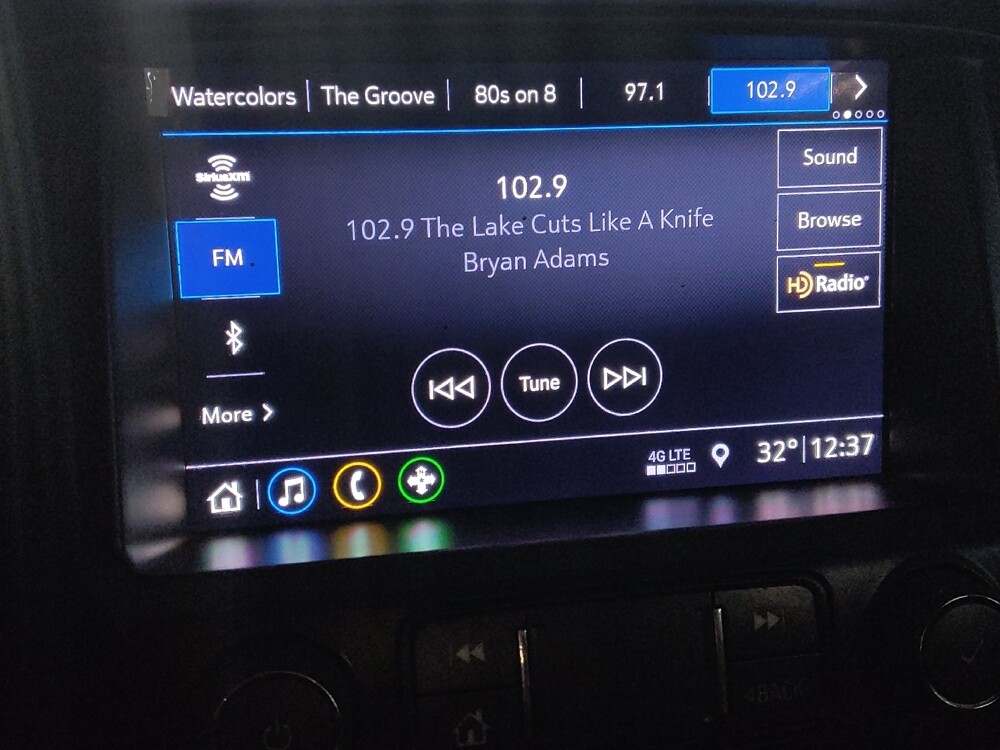 Watercolors The Groove 80s on 8 97.1 102.9
SiriusXM
Sound
102.9
102.9 The Lake Cuts Like A Knife
Browse
FM
Bryan Adams
HD Radio
Tune
More
4G LTE
32° 12:37
BACK